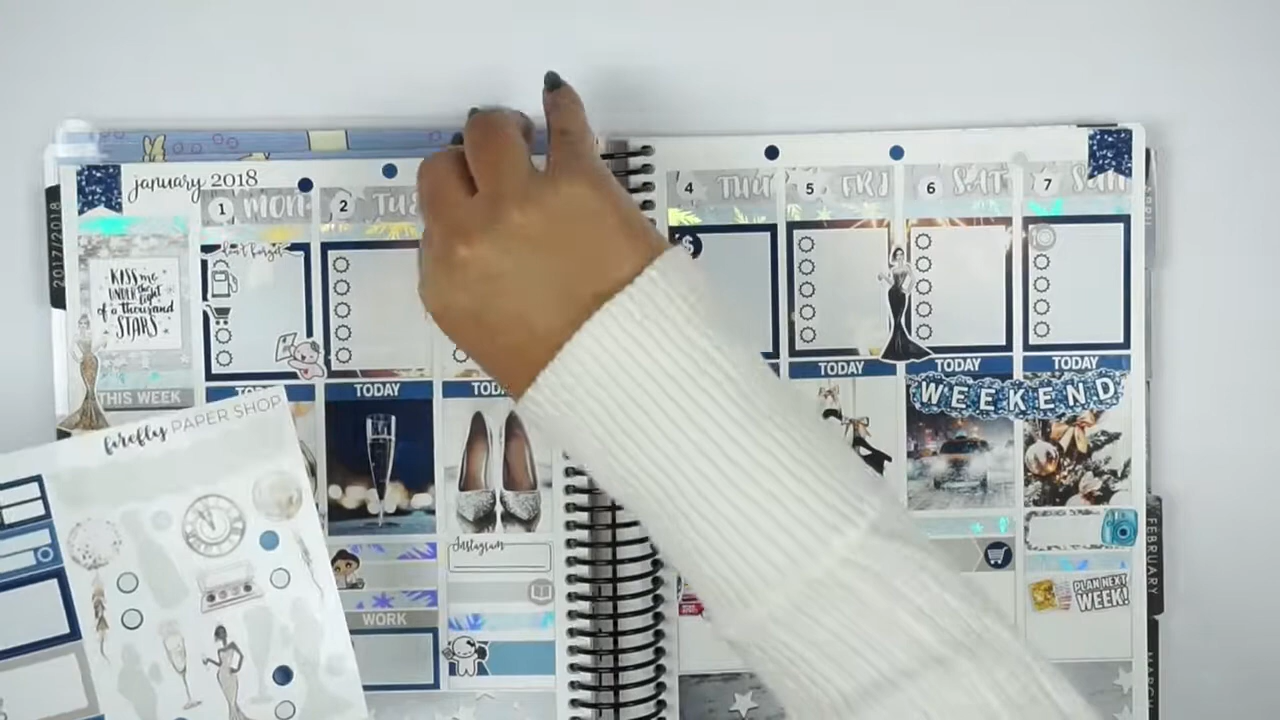 january 2018
1 MON
2 TUE
4 THU
5 FRI
6 SAT
7 SUN
don't forget
$
KISS me
UNDER the light
of a thousand
STARS
THIS WEEK
TODAY
TODAY
TODAY
TODAY
TODAY
TODAY
WEEKEND
firefly PAPER SHOP
Instagram
WORK
PLAN NEXT
WEEK!
2017/2018
APRIL
FEBRUARY
MARCH